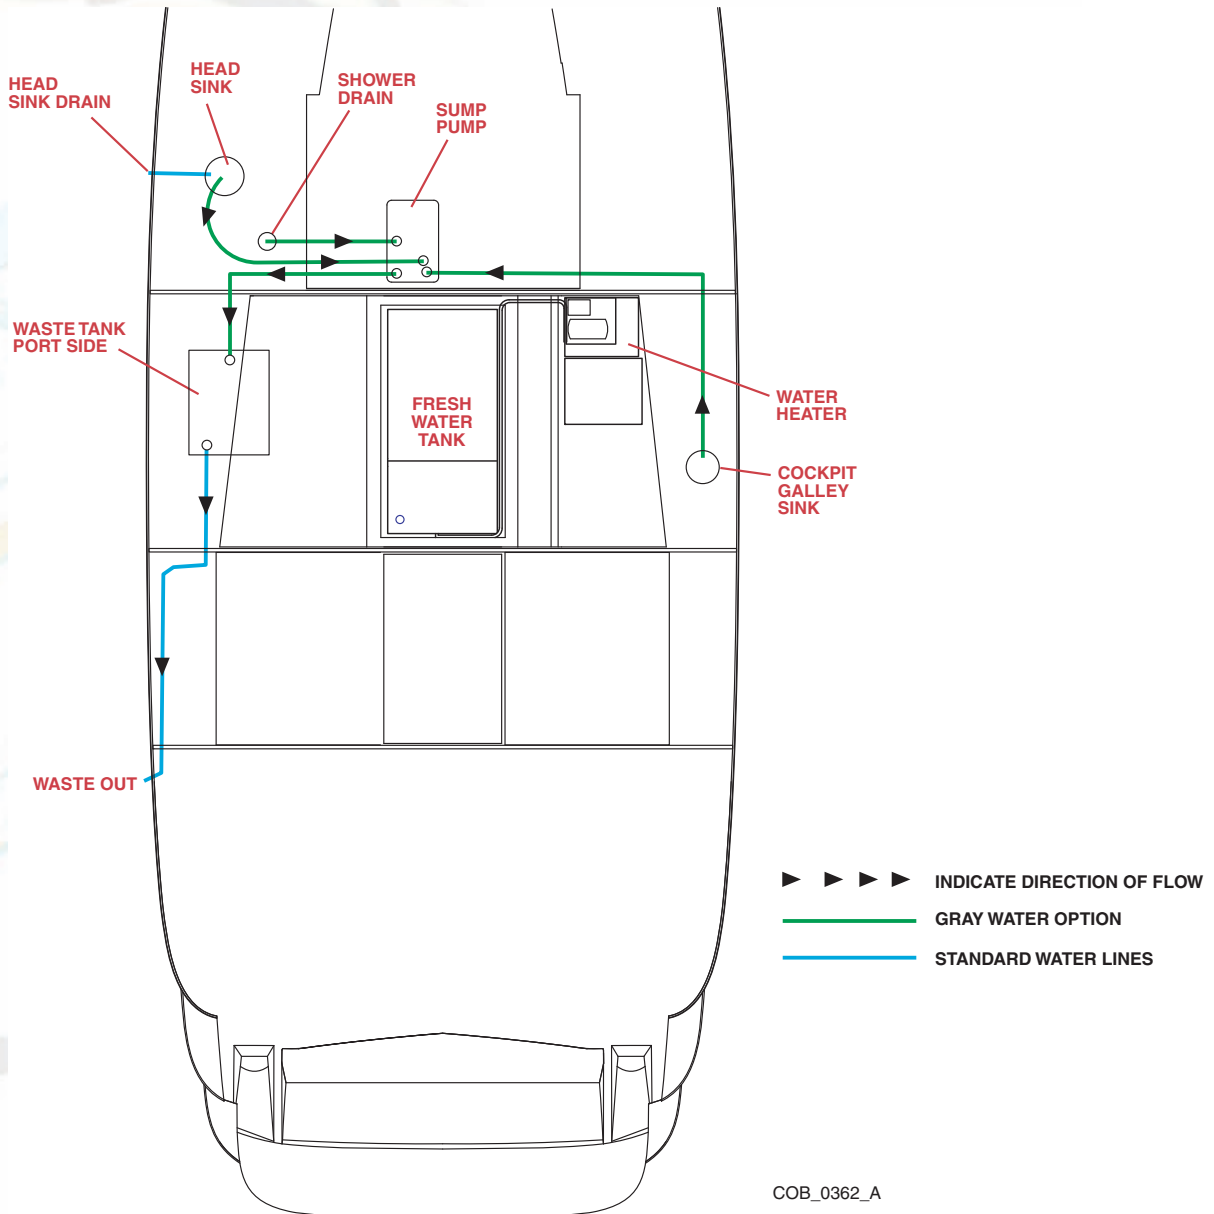 HEAD
SINK DRAIN
HEAD
SINK
SHOWER
DRAIN
SUMP
PUMP
WASTE TANK
PORT SIDE
FRESH
WATER
TANK
WATER
HEATER
COCKPIT
GALLEY
SINK
WASTE OUT
INDICATE DIRECTION OF FLOW
GRAY WATER OPTION
STANDARD WATER LINES
COB_0362_A